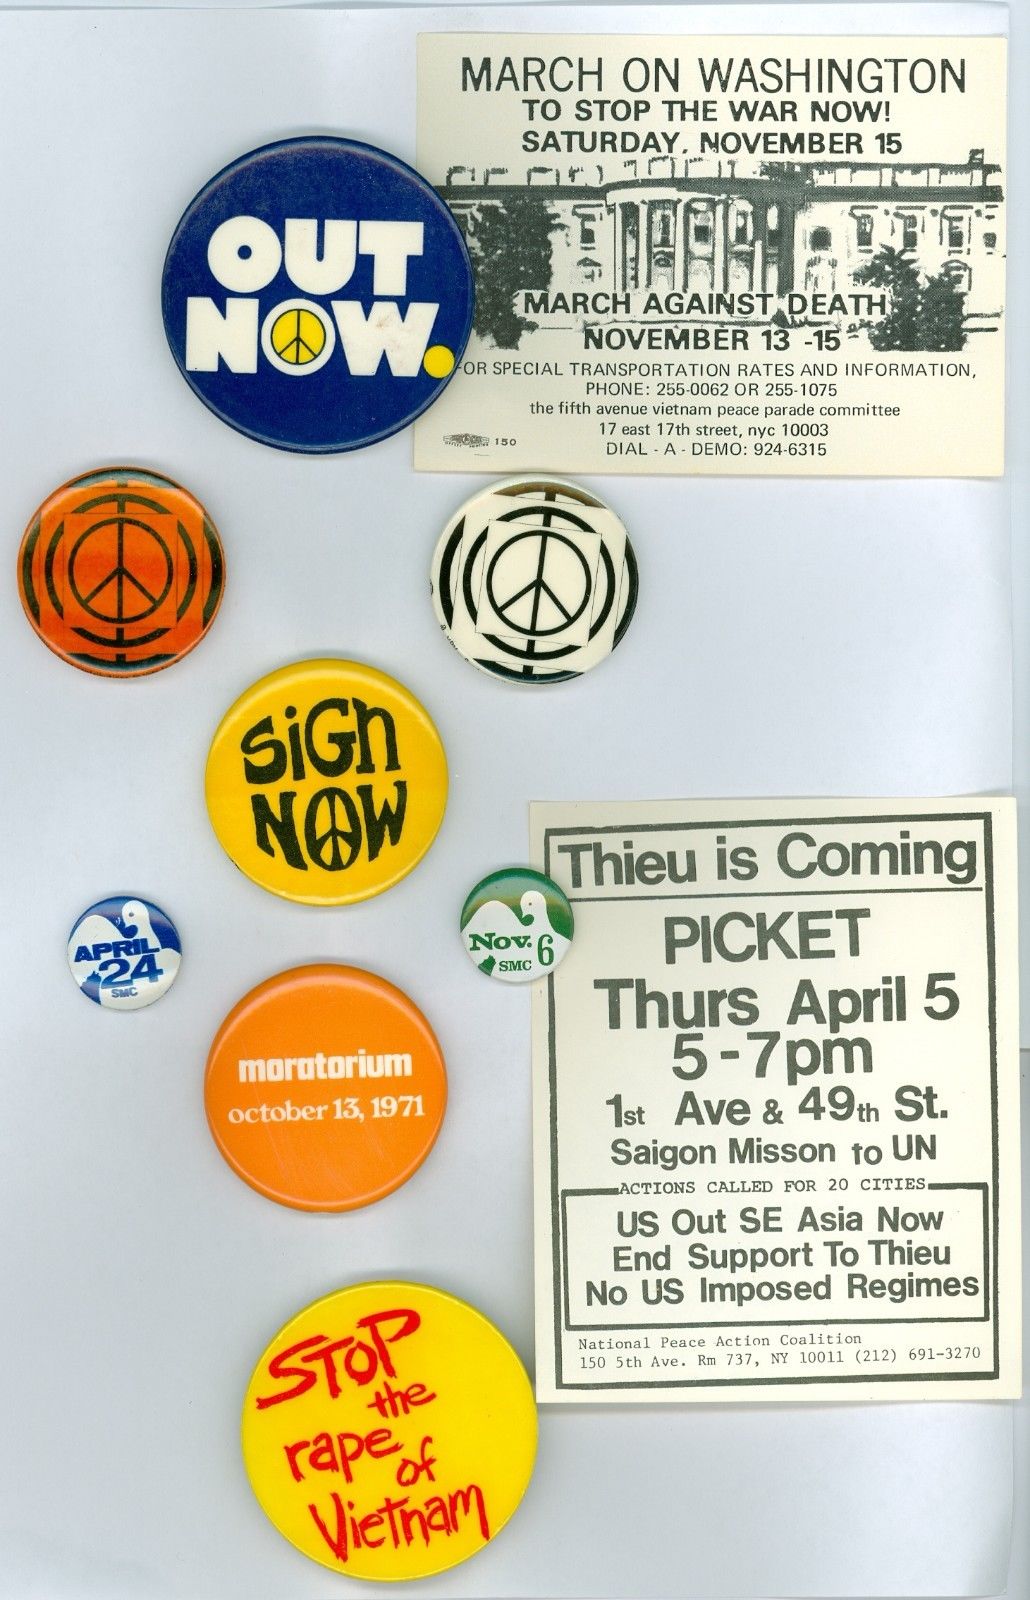 MARCH ON WASHINGTON
TO STOP THE WAR NOW!
SATURDAY, NOVEMBER 15
MARCH AGAINST DEATH
NOVEMBER 13 -15
OR SPECIAL TRANSPORTATION RATES AND INFORMATION,
PHONE: 255-0062 OR 255-1075
the fifth avenue vietnam peace parade committee
17 east 17th street, nyc 10003
DIAL - A - DEMO: 924-6315
150
OUT
NOW.
SiGn
NOW
APRIL
24
SMC
Nov. 6
SMC
moratorium
october 13, 1971
Thieu is Coming
PICKET
Thurs April 5
5-7pm
1st Ave & 49th St.
Saigon Misson to UN
ACTIONS CALLED FOR 20 CITIES
US Out SE Asia Now
End Support To Thieu
No US Imposed Regimes
National Peace Action Coalition
150 5th Ave. Rm 737, NY 10011 (212) 691-3270
STOP
the
rape
of
Vietnam